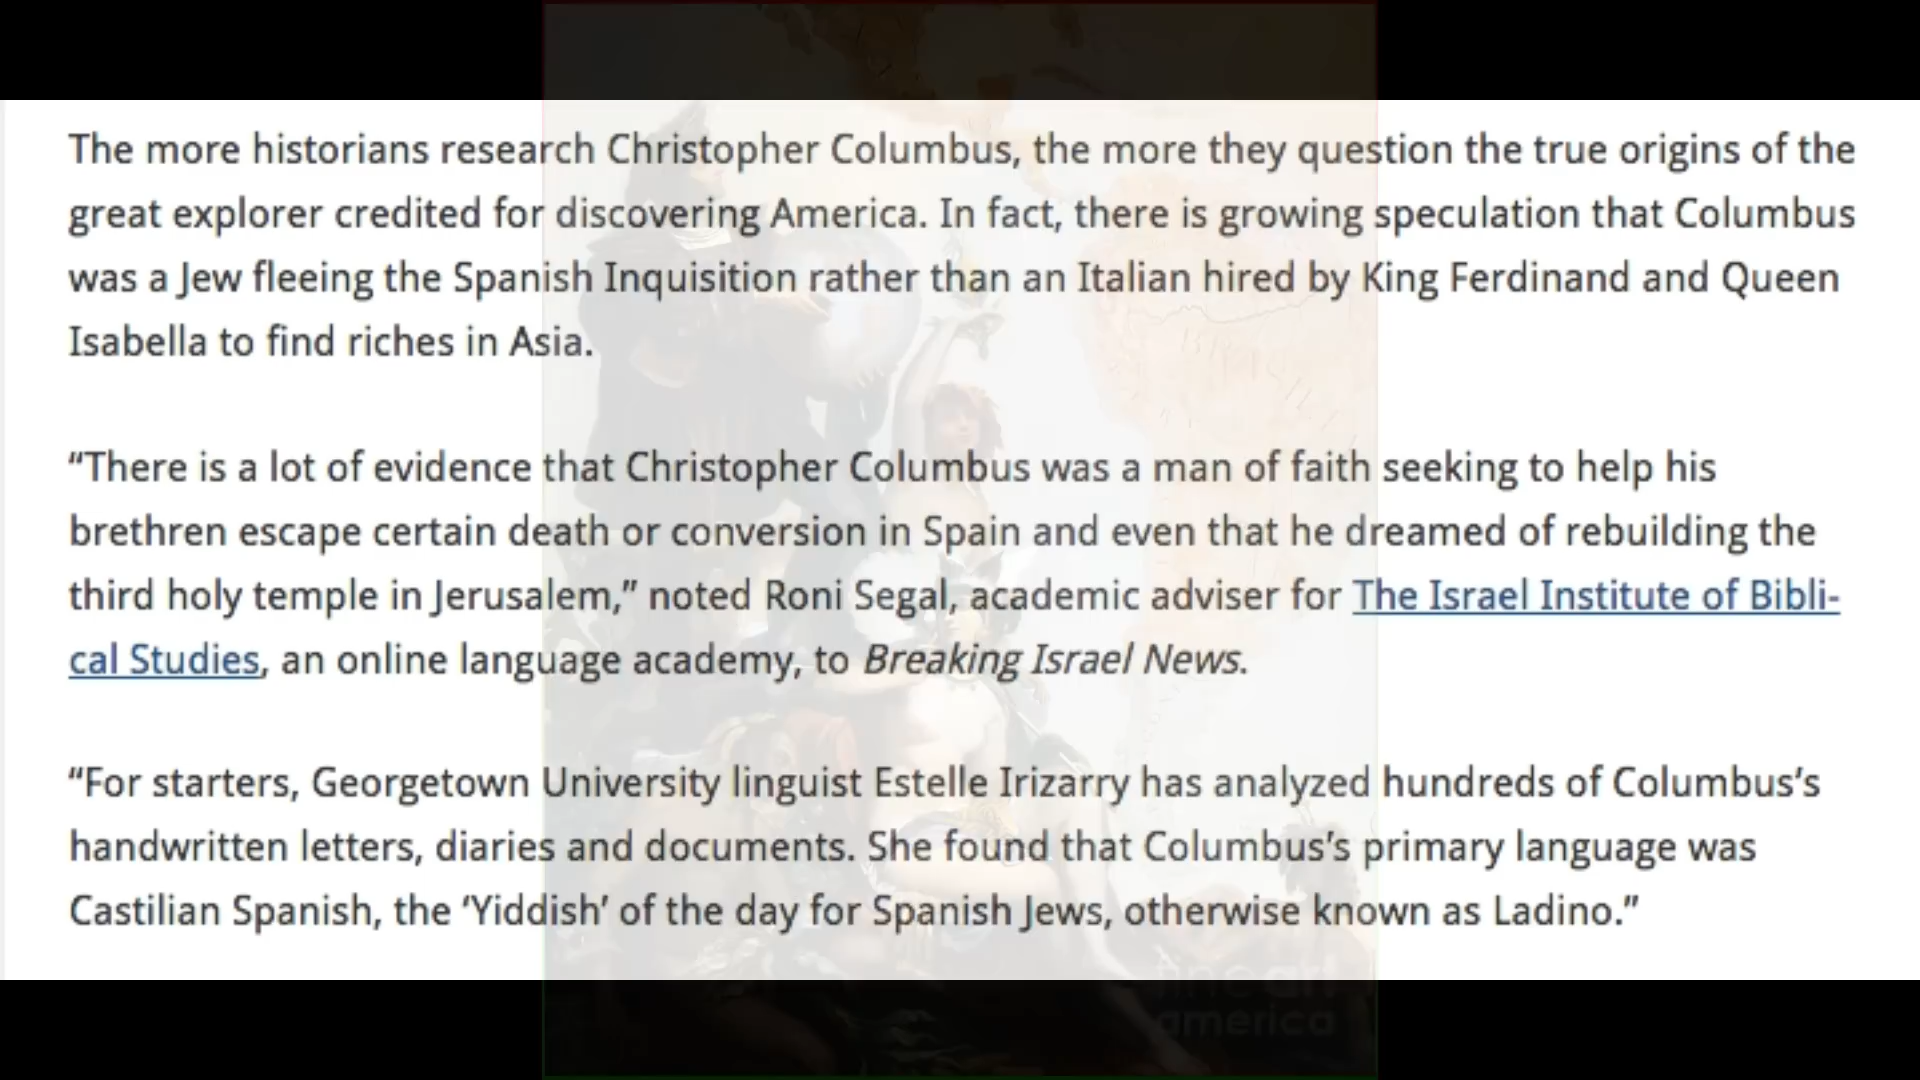 The more historians research Christopher Columbus, the more they question the true origins of the
great explorer credited for discovering America. In fact, there is growing speculation that Columbus
was a Jew fleeing the Spanish Inquisition rather than an Italian hired by King Ferdinand and Queen
Isabella to find riches in Asia.
“There is a lot of evidence that Christopher Columbus was a man of faith seeking to help his
brethren escape certain death or conversion in Spain and even that he dreamed of rebuilding the
third holy temple in Jerusalem,” noted Roni Segal, academic adviser for The Israel Institute of Bibli-
cal Studies, an online language academy, to Breaking Israel News.
“For starters, Georgetown University linguist Estelle Irizarry has analyzed hundreds of Columbus’s
handwritten letters, diaries and documents. She found that Columbus’s primary language was
Castilian Spanish, the ‘Yiddish’ of the day for Spanish Jews, otherwise known as Ladino.”
fine art
america